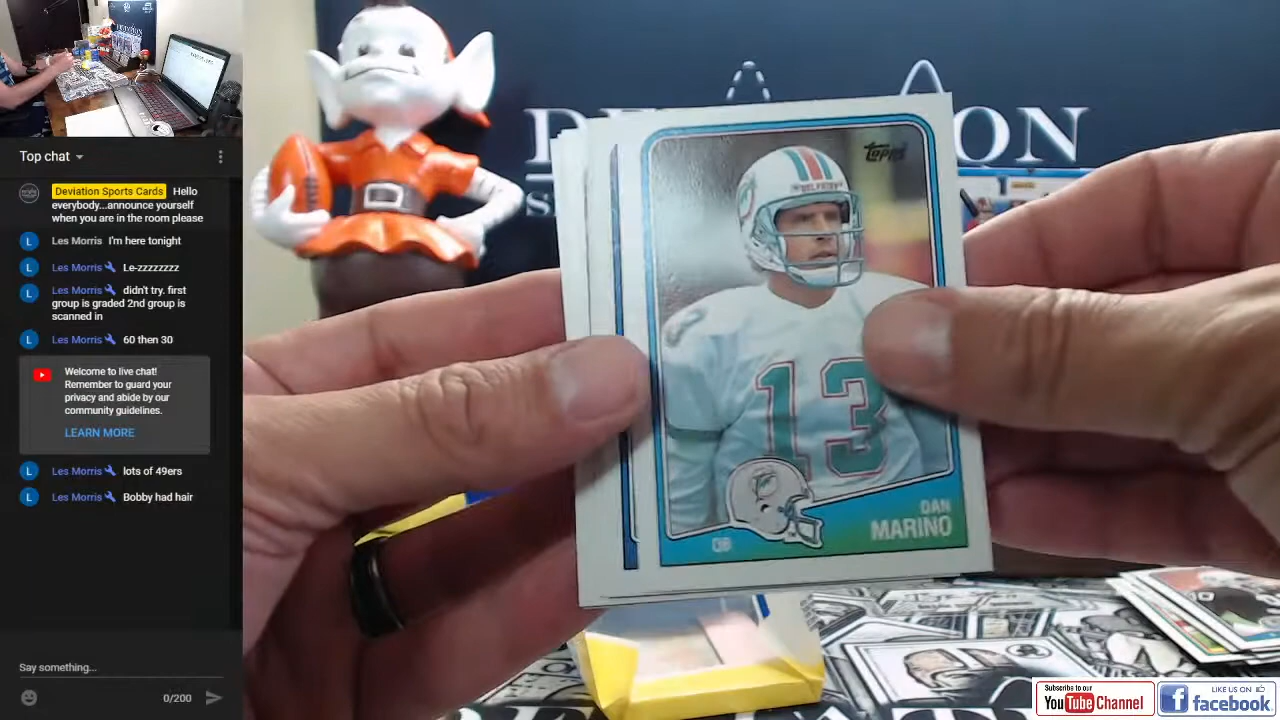 Top chat
Deviation Sports Cards Hello
everybody...announce yourself
when you are in the room please
Les Morris I'm here tonight
Les Morris Le-zzzzzzzz
Les Morris didn't try. first
group is graded 2nd group is
scanned in
Les Morris 60 then 30
Welcome to live chat!
Remember to guard your
privacy and abide by our
community guidelines.
LEARN MORE
Les Morris lots of 49ers
Les Morris Bobby had hair
Say something...
0/200
Topps
DOLPHINS
13
13
QB
DAN
MARINO
Subscribe to our
YouTube Channel
LIKE US ON
facebook